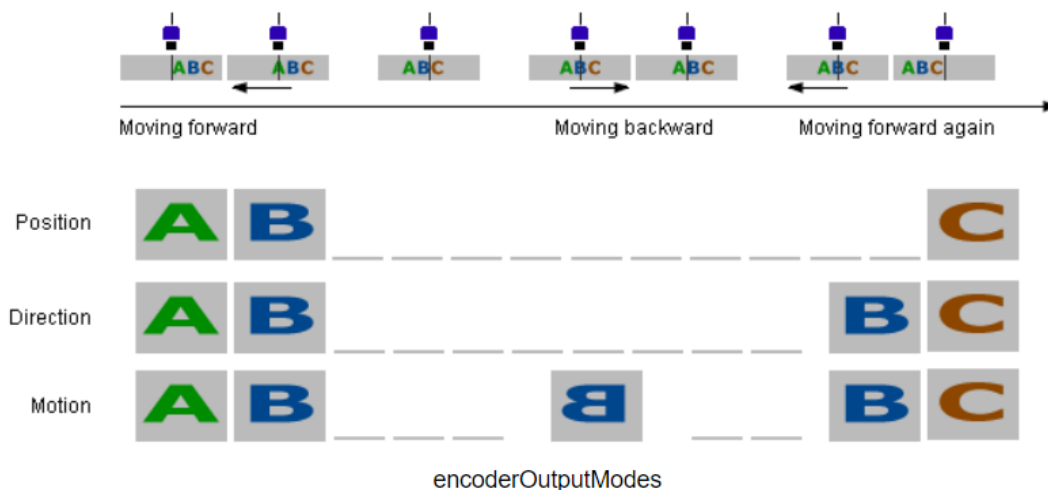 ABC ABC ABC ABC ABC ABC ABC
Moving forward Moving backward Moving forward again
Position A B C
Direction A B B C
Motion A B B B C
encoderOutputModes